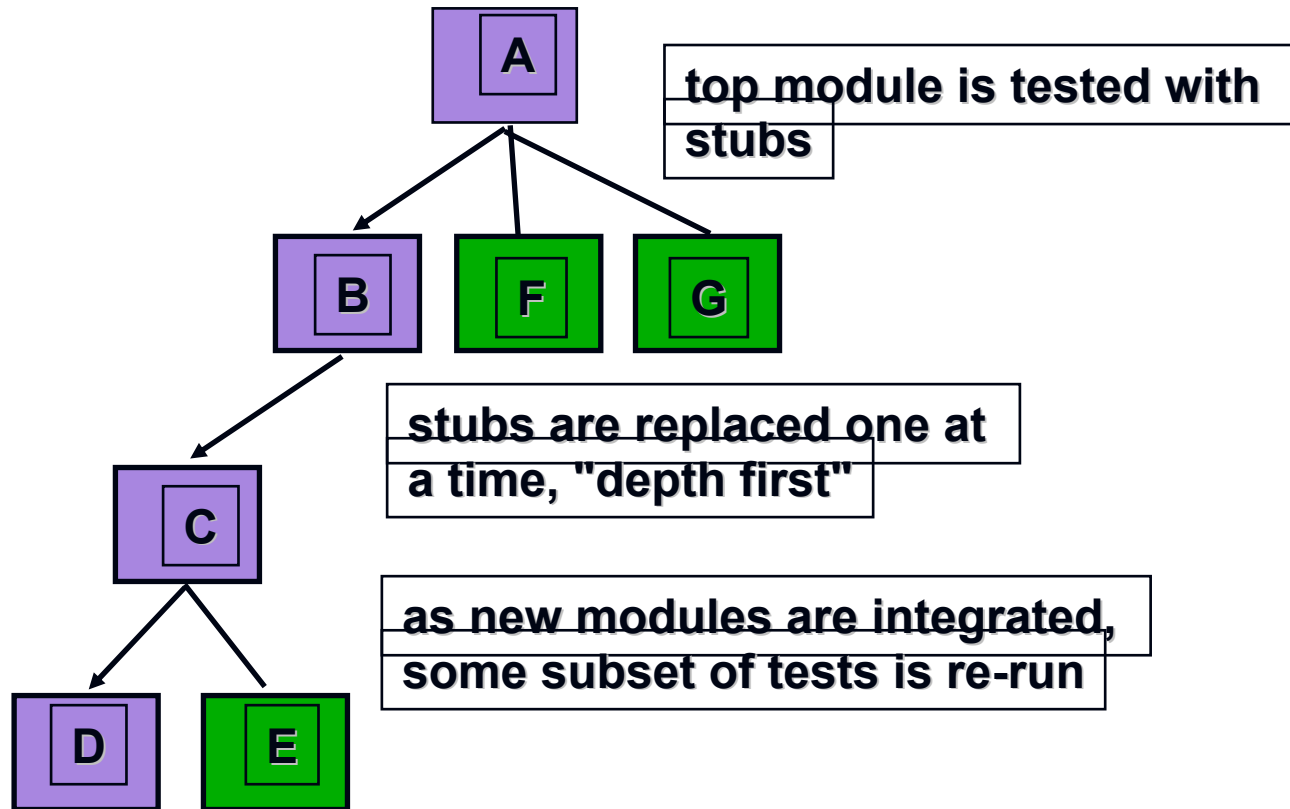 A
top module is tested with
stubs
B
F
G
stubs are replaced one at
a time, "depth first"
C
as new modules are integrated,
some subset of tests is re-run
D
E